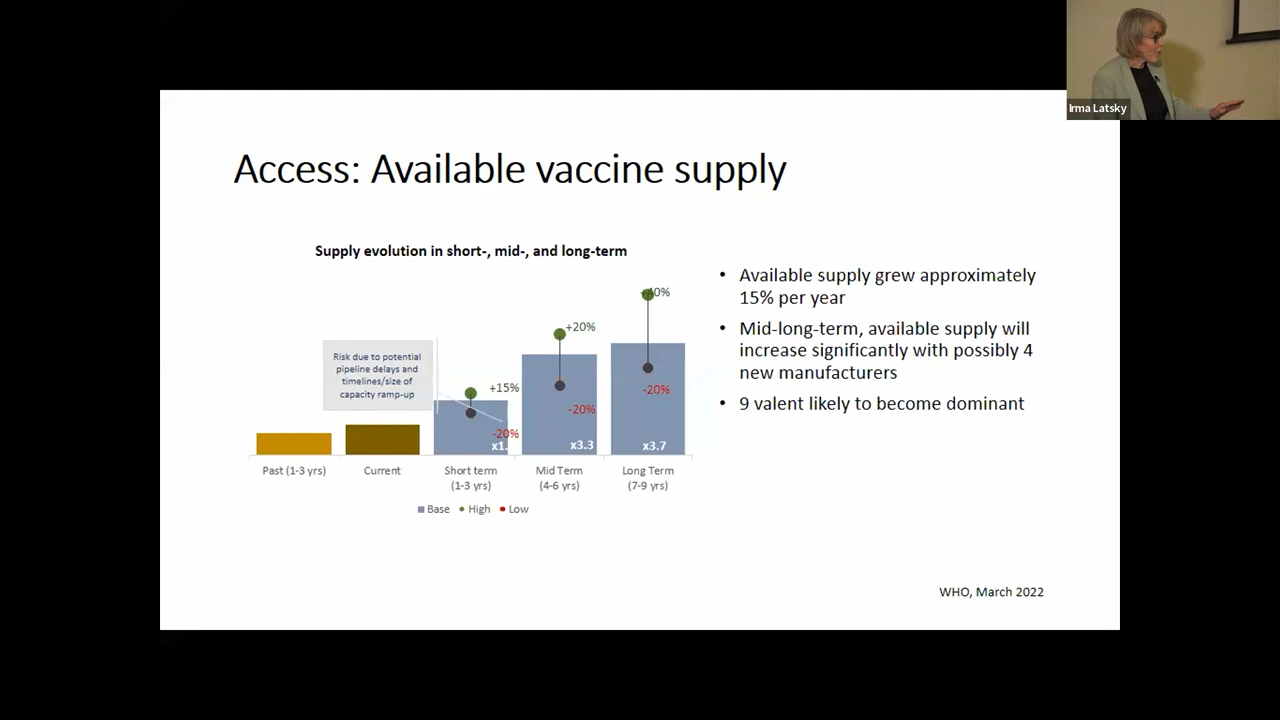 Irma Latsky
Access: Available vaccine supply
Supply evolution in short-, mid-, and long-term
Risk due to potential
pipeline delays and
timelines/size of
capacity ramp-up
+15%
-20%
x1.
+20%
-20%
x3.3
-20%
x3.7
Past (1-3 yrs)
Current
Short term
(1-3 yrs)
Mid Term
(4-6 yrs)
Long Term
(7-9 yrs)
Base
High
Low
• Available supply grew approximately
15% per year
• Mid-long-term, available supply will
increase significantly with possibly 4
new manufacturers
• 9 valent likely to become dominant
WHO, March 2022